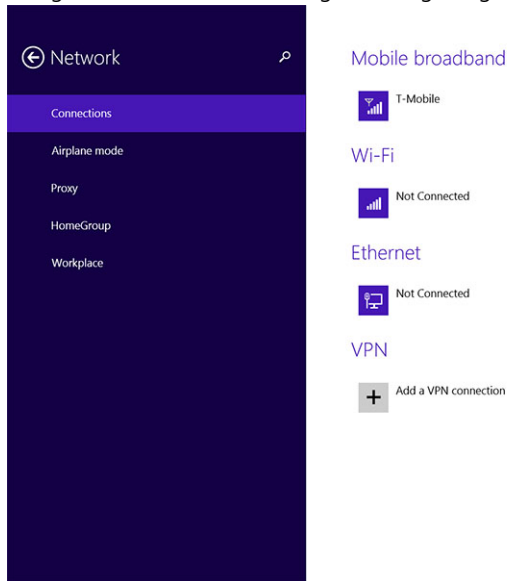 Network
Connections
Airplane mode
Proxy
HomeGroup
Workplace
Mobile broadband
T-Mobile
Wi-Fi
Not Connected
Ethernet
Not Connected
VPN
Add a VPN connection